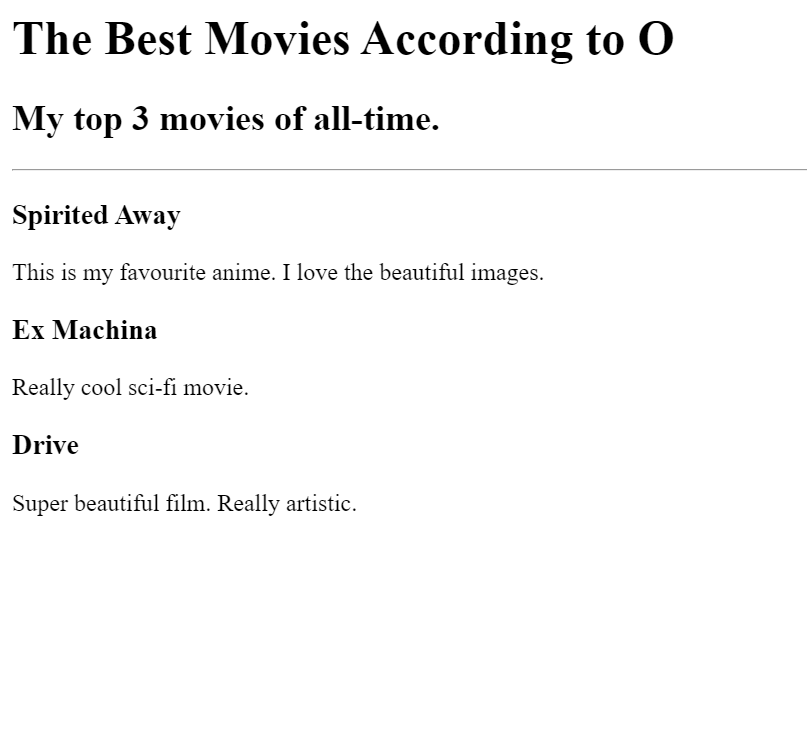 The Best Movies According to O
My top 3 movies of all-time.
Spirited Away
This is my favourite anime. I love the beautiful images.
Ex Machina
Really cool sci-fi movie.
Drive
Super beautiful film. Really artistic.